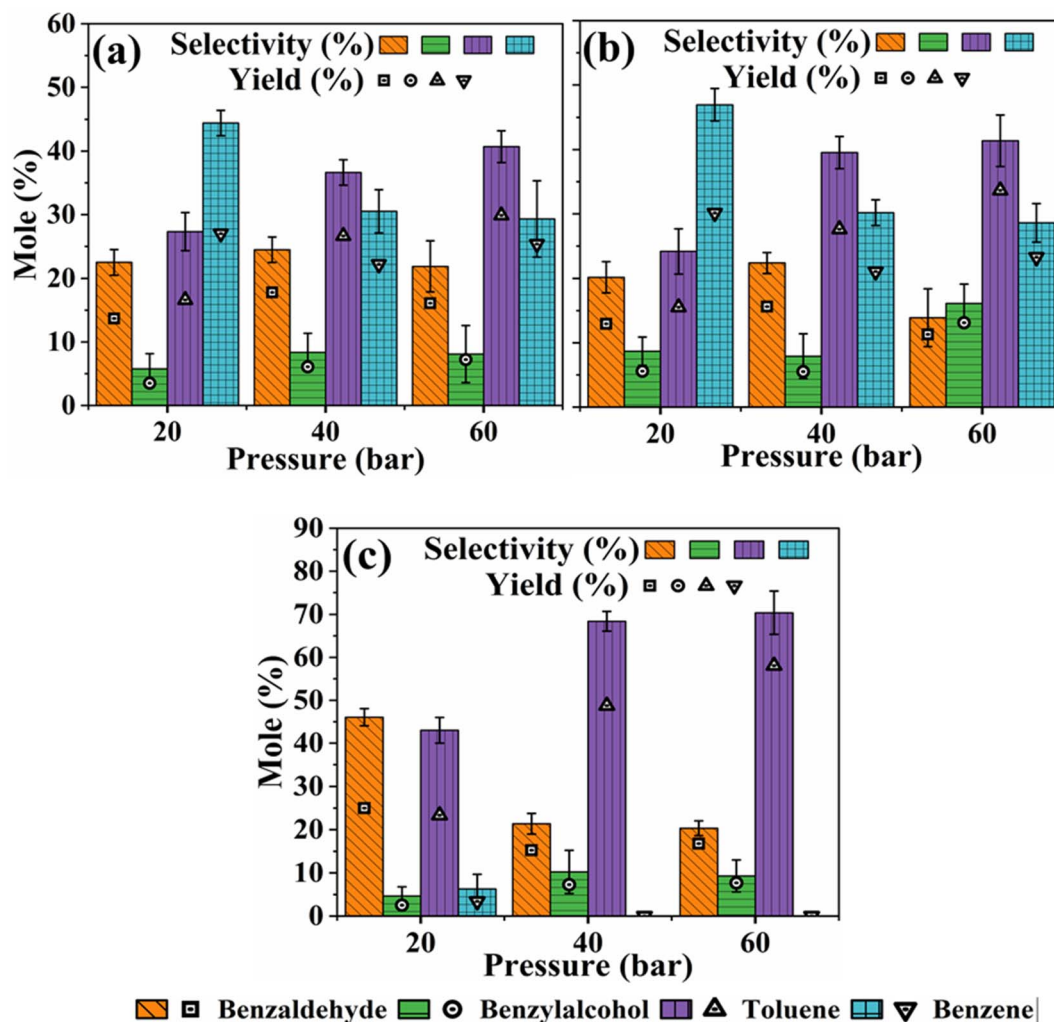 (a) Selectivity (%)
Yield (%)
60
50
40
30
20
10
0
Mole (%)
20 40 60
Pressure (bar)
(b) Selectivity (%)
Yield (%)
20 40 60
Pressure (bar)
(c) Selectivity (%)
Yield (%)
90
80
70
60
50
40
30
20
10
0
Mole (%)
20 40 60
Pressure (bar)
Benzaldehyde Benzylalcohol Toluene Benzene